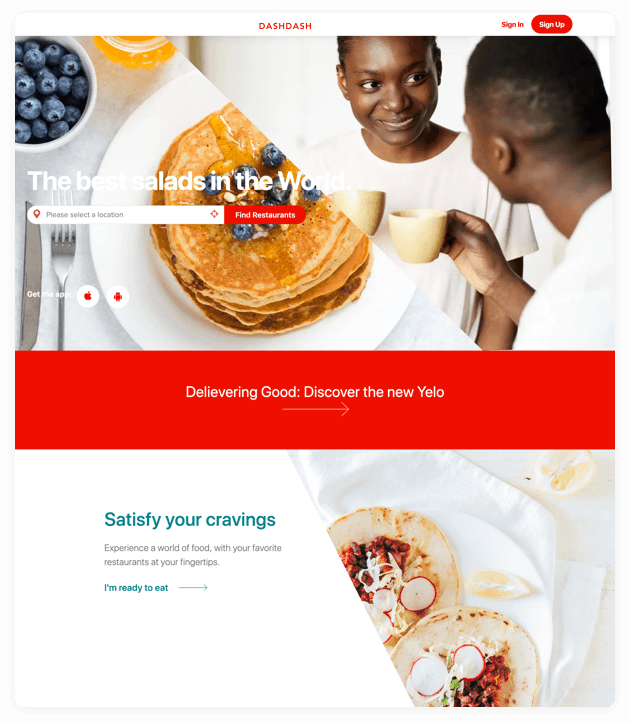 DASHDASH
Sign In
Sign Up
The best salads in the World.
Please select a location
Find Restaurants
Get the app:
Delievering Good: Discover the new Yelo
Satisfy your cravings
Experience a world of food, with your favorite
restaurants at your fingertips.
I'm ready to eat